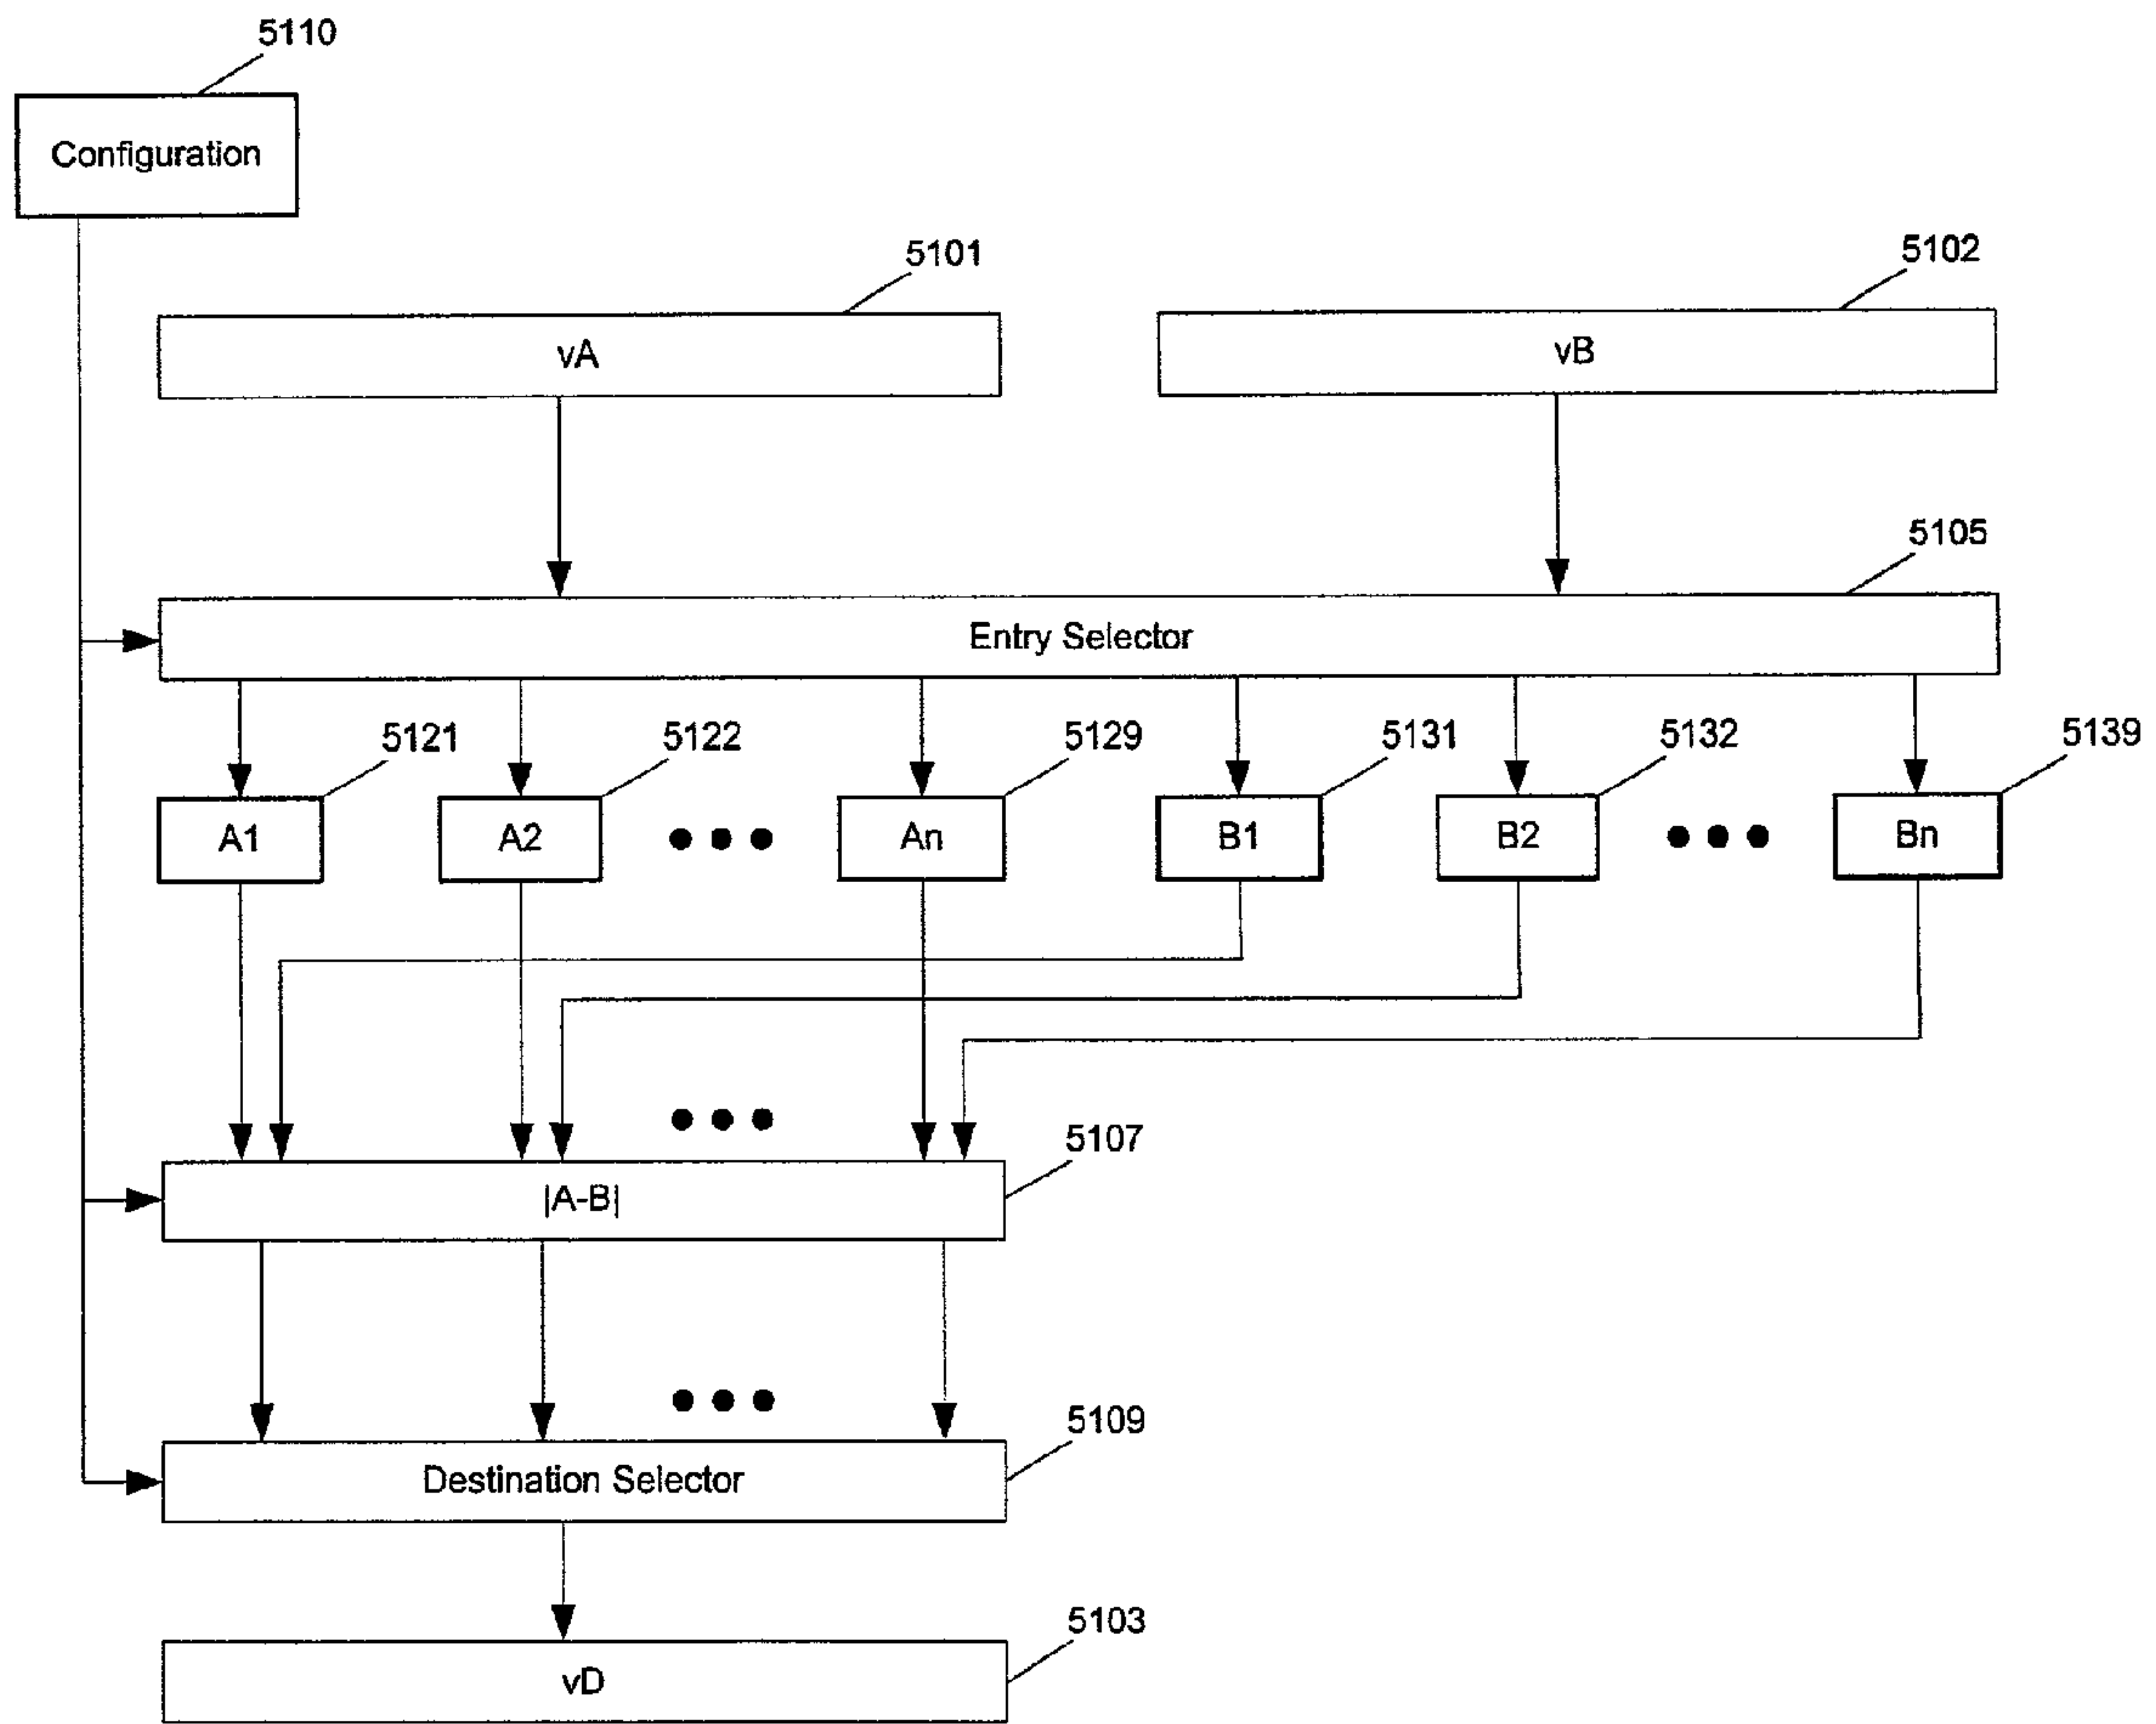 5110
Configuration
5101
5102
vA
vB
5105
Entry Selector
5121
5122
5129
5131
5132
5139
A1
A2
An
B1
B2
Bn
5107
|A-B|
5109
Destination Selector
5103
vD